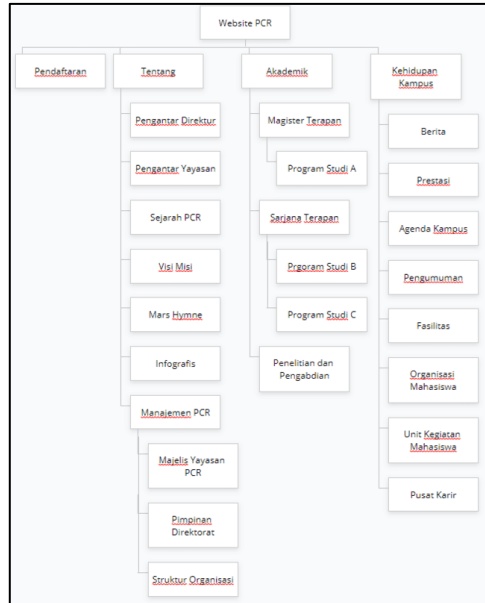 Website PCR
Pendaftaran
Tentang
Pengantar Direktur
Pengantar Yayasan
Sejarah PCR
Visi Misi
Mars Hymne
Infografis
Manajemen PCR
Majelis Yayasan
PCR
Pimpinan
Direktorat
Struktur Organisasi
Akademik
Magister Terapan
Program Studi A
Sarjana Terapan
Prgoram Studi B
Program Studi C
Penelitian dan
Pengabdian
Kehidupan
Kampus
Berita
Prestasi
Agenda Kampus
Pengumuman
Fasilitas
Organisasi
Mahasiswa
Unit Kegiatan
Mahasiswa
Pusat Karir